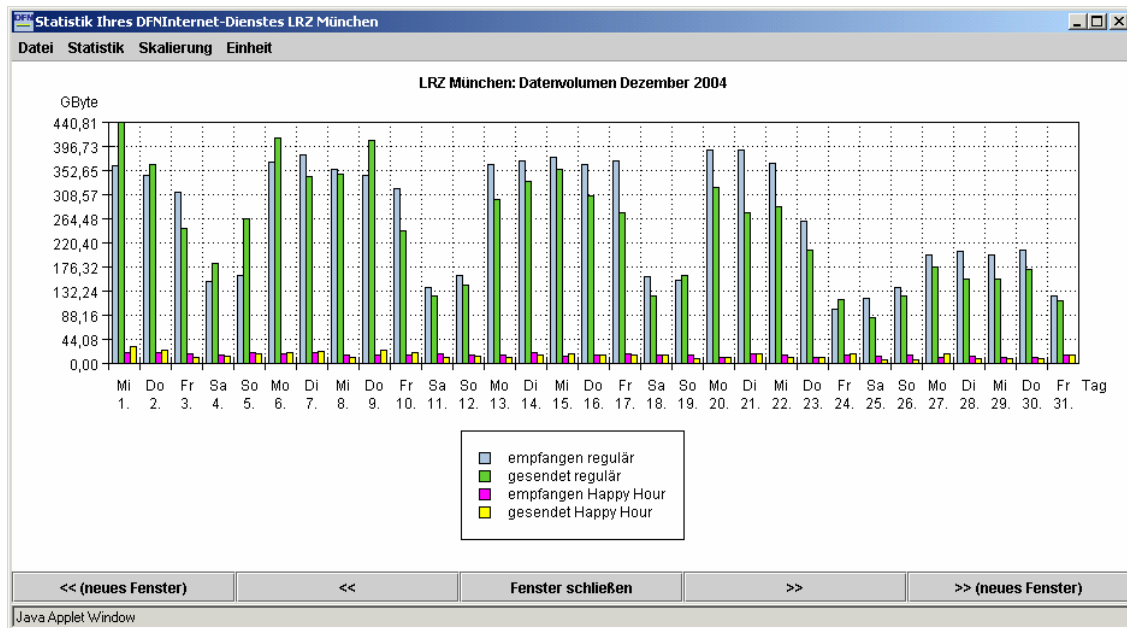 DFN Statistik Ihres DFNInternet-Dienstes LRZ München
Datei Statistik Skalierung Einheit
LRZ München: Datenvolumen Dezember 2004
GByte
440,81
396,73
352,65
308,57
264,48
220,40
176,32
132,24
88,16
44,08
0,00
Mi Do Fr Sa So Mo Di Mi Do Fr Sa So Mo Di Mi Do Fr Sa So Mo Di Mi Do Fr Sa So Mo Di Mi Do Fr Tag
1. 2. 3. 4. 5. 6. 7. 8. 9. 10. 11. 12. 13. 14. 15. 16. 17. 18. 19. 20. 21. 22. 23. 24. 25. 26. 27. 28. 29. 30. 31.
empfangen regulär
gesendet regulär
empfangen Happy Hour
gesendet Happy Hour
<< (neues Fenster) << Fenster schließen >> >> (neues Fenster)
Java Applet Window